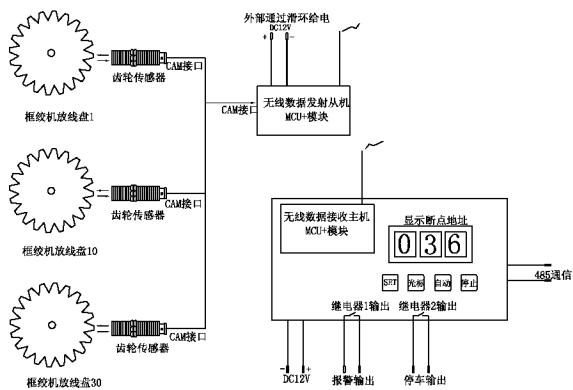 外部通过滑环给电
DC12V
+ -
CAM接口
齿轮传感器
框绞机放线盘1
CAM接口
无线数据发射从机
MCU+模块
CAM接口
齿轮传感器
框绞机放线盘10
无线数据接收主机
MCU+模块
显示断点地址
036
SET 光标 自动 停止
485通信
继电器1输出 继电器2输出
CAM接口
齿轮传感器
框绞机放线盘30
- +
DC12V 报警输出 停车输出